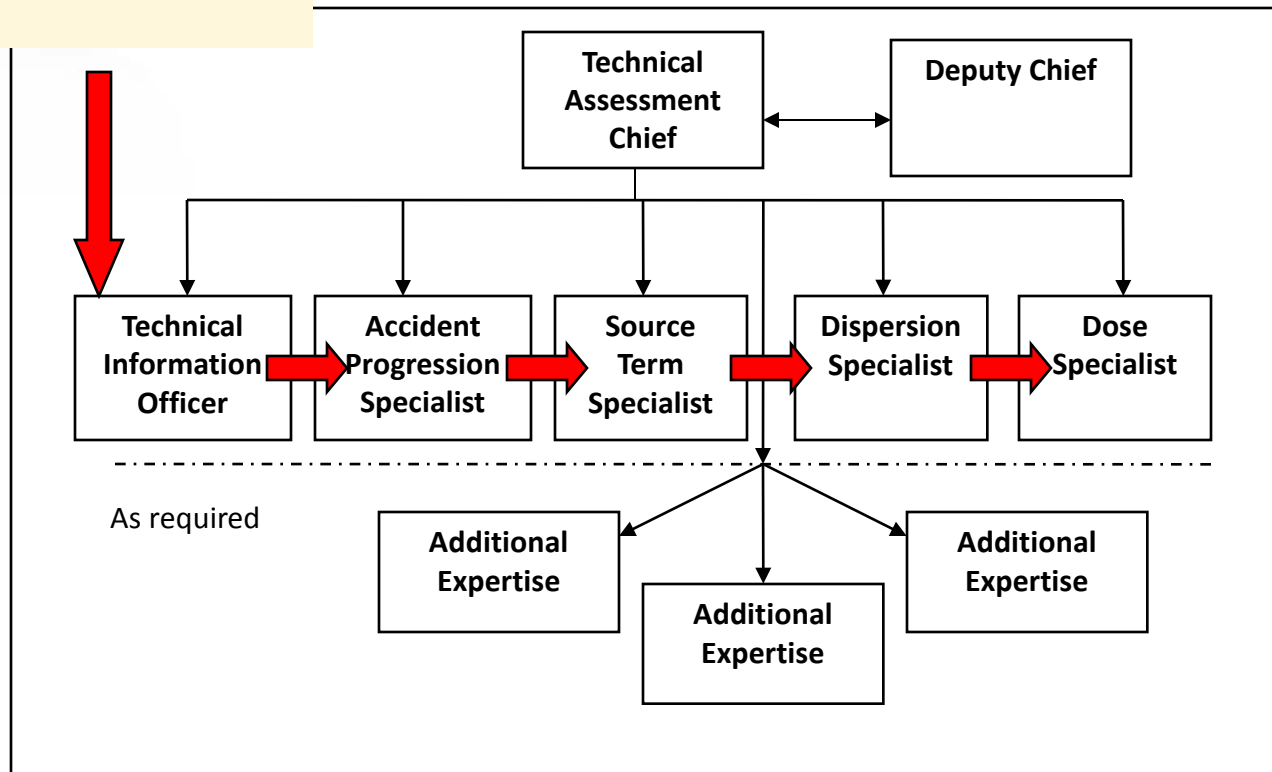 Technical
Assessment
Chief
Deputy Chief
Technical
Information
Officer
Accident
Progression
Specialist
Source
Term
Specialist
Dispersion
Specialist
Dose
Specialist
As required
Additional
Expertise
Additional
Expertise
Additional
Expertise